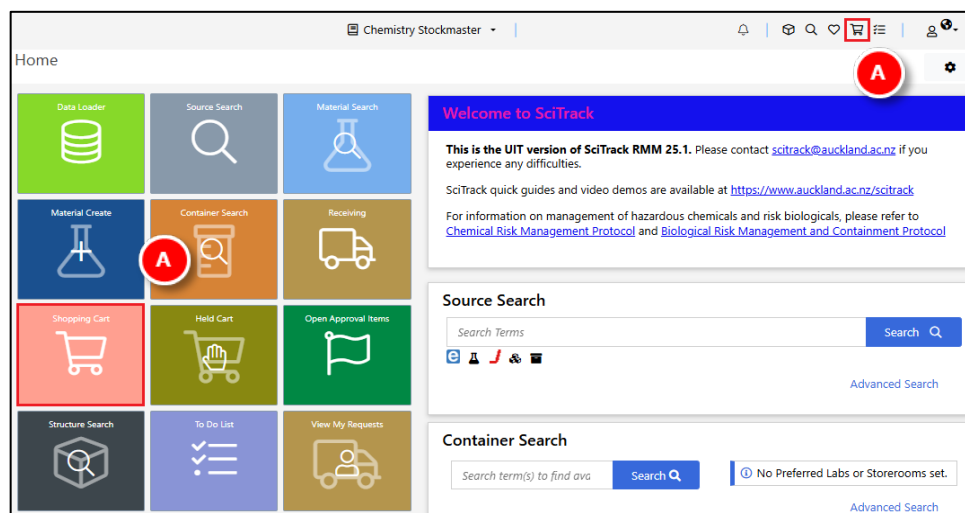 Chemistry Stockmaster
Home
A
Data Loader
Source Search
Material Search
Material Create
Container Search
Receiving
A
Shopping Cart
Held Cart
Open Approval Items
Structure Search
To Do List
View My Requests
Welcome to SciTrack
This is the UIT version of SciTrack RMM 25.1. Please contact scitrack@auckland.ac.nz if you
experience any difficulties.
SciTrack quick guides and video demos are available at https://www.auckland.ac.nz/scitrack
For information on management of hazardous chemicals and risk biologicals, please refer to
Chemical Risk Management Protocol and Biological Risk Management and Containment Protocol
Source Search
Search Terms
Search
Advanced Search
Container Search
Search term(s) to find ava
Search
No Preferred Labs or Storerooms set.
Advanced Search